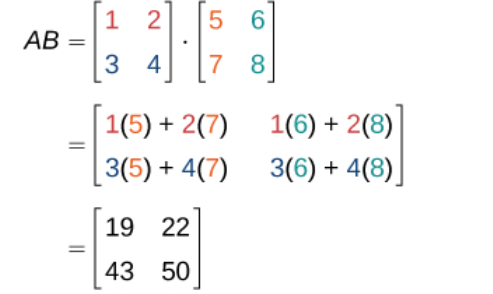 AB = [1 2] · [5 6]
[3 4] [7 8]
= [1(5) + 2(7) 1(6) + 2(8)]
[3(5) + 4(7) 3(6) + 4(8)]
= [19 22]
[43 50]